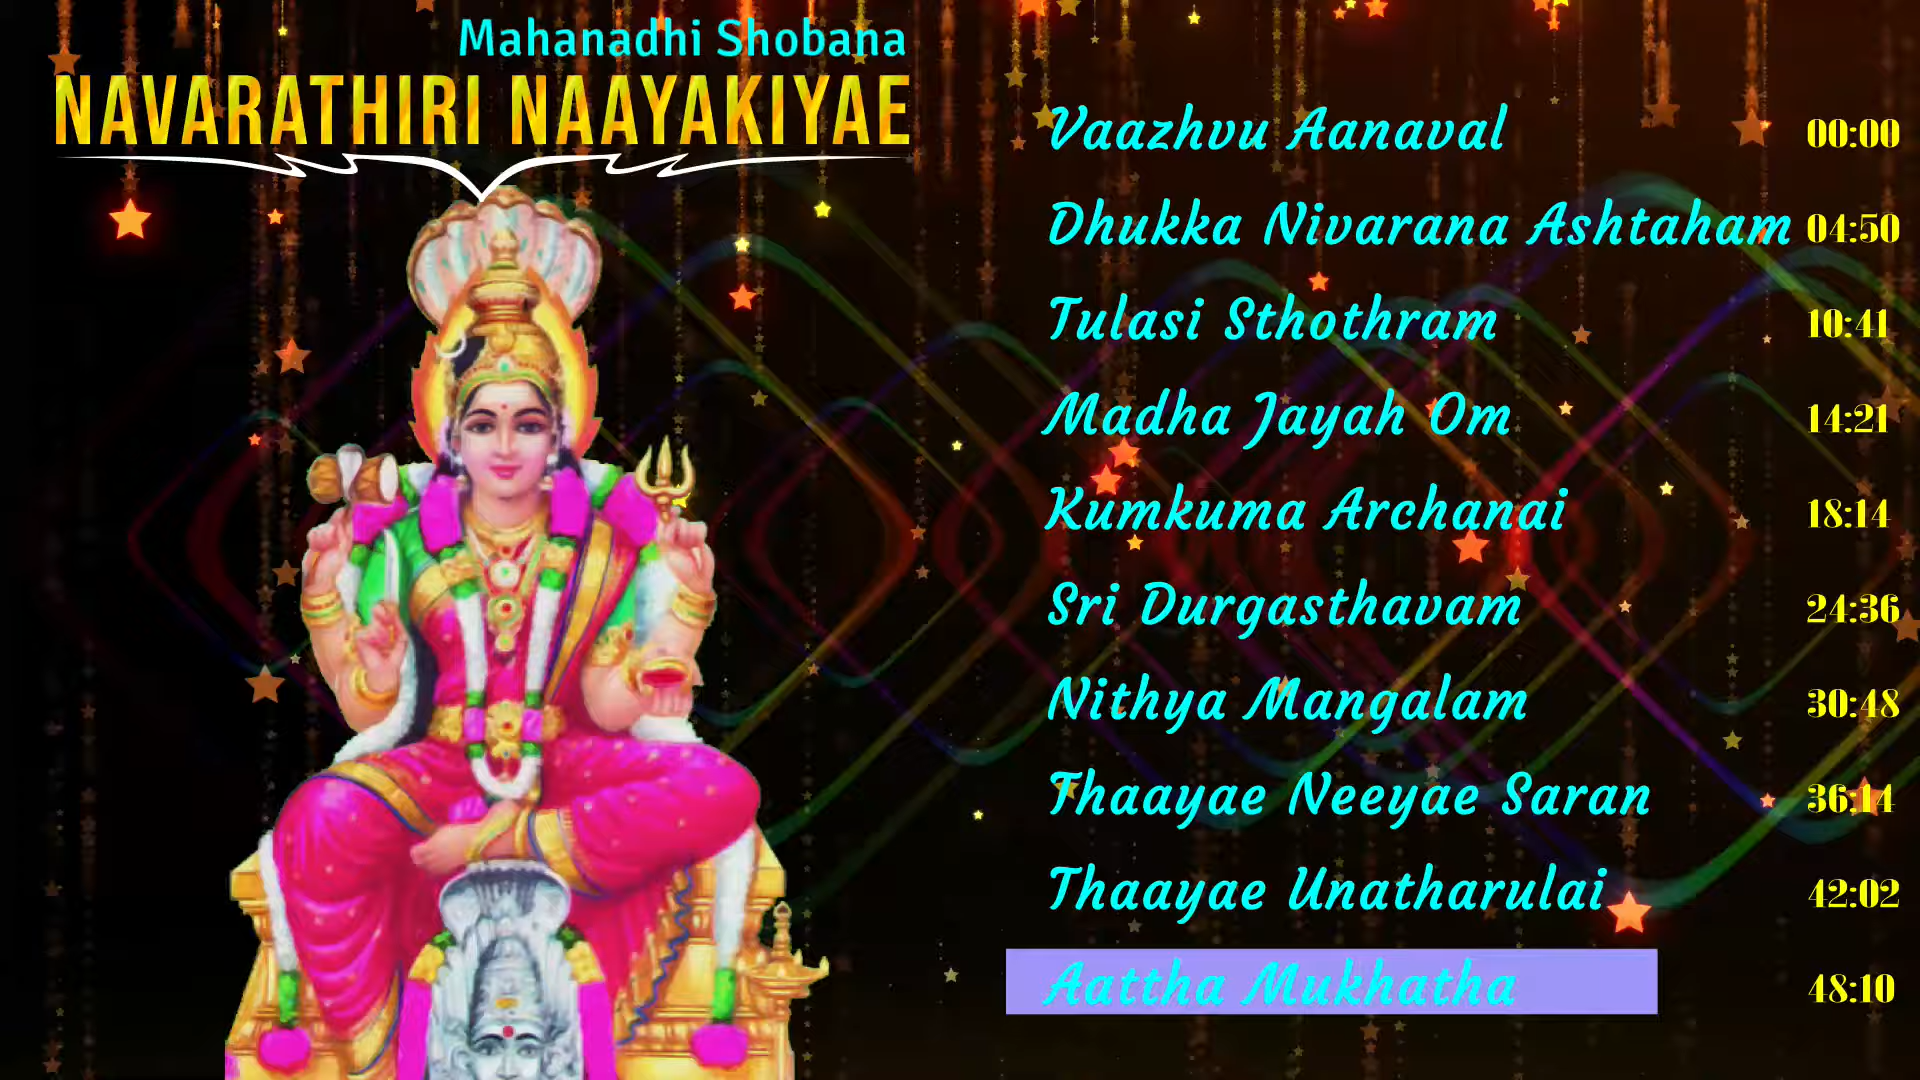 Mahanadhi Shobana
NAVARATHIRI NAAYAKIYAE
Vaazhvu Aanaval 00:00
Dhukka Nivarana Ashtaham 04:50
Tulasi Sthothram 10:41
Madha Jayah Om 14:21
Kumkuma Archanai 18:14
Sri Durgasthavam 24:36
Nithya Mangalam 30:48
Thaayae Neeyae Saran 36:14
Thaayae Unatharulai 42:02
Aattha Mukhatha 48:10